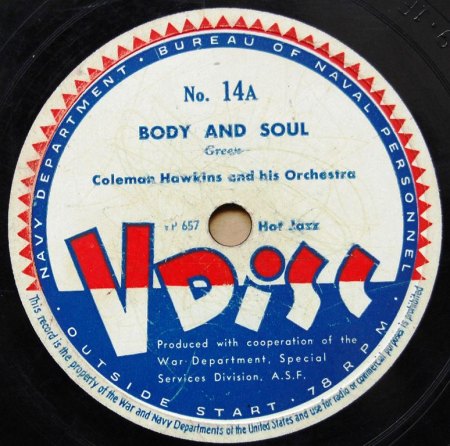 NAVY DEPARTMENT · BUREAU OF NAVAL PERSONNEL
No. 14A
BODY AND SOUL
Green
Coleman Hawkins and his Orchestra
VP 657 Hot Jazz
V Disc
Produced with cooperation of the
War Department, Special
Services Division, A.S.F.
· OUTSIDE START · 78 RPM ·
This record is the property of the War and Navy Departments of the United States and use for radio or commercial purposes is prohibited